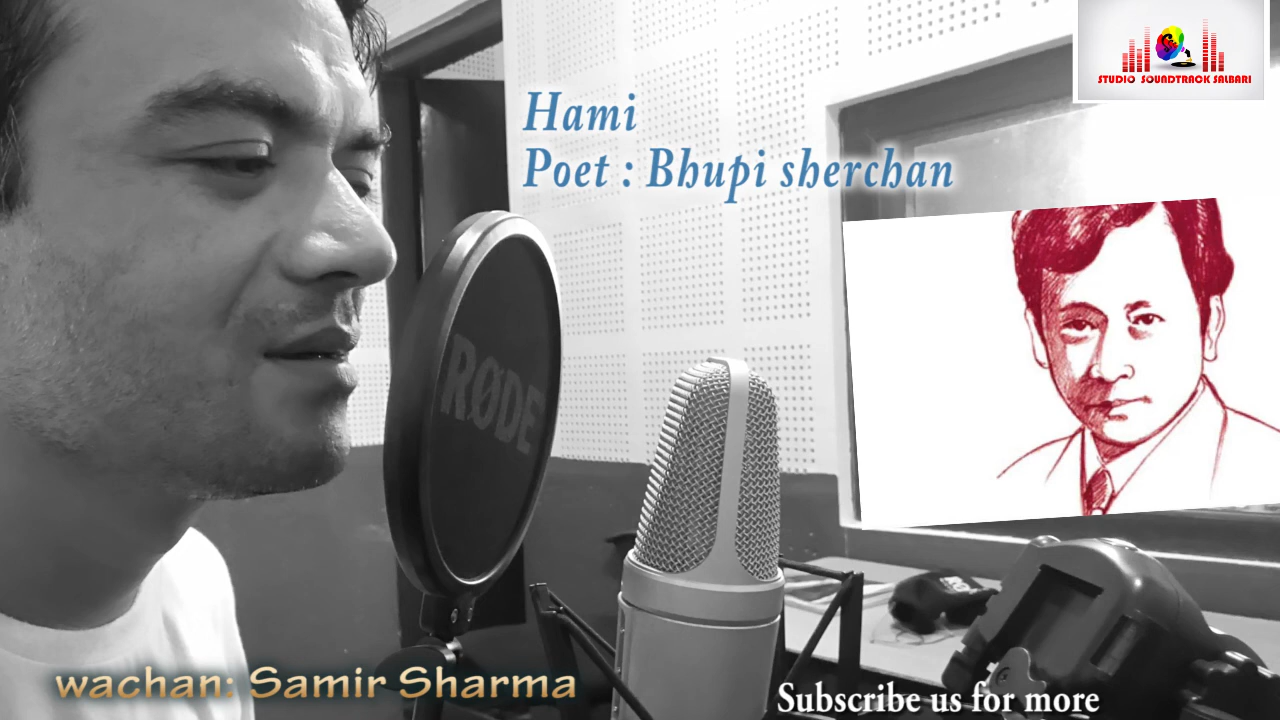 STUDIO SOUNDTRACK SALBARI
Hami
Poet : Bhupi sherchan
RØDE
wachan: Samir Sharma
Subscribe us for more